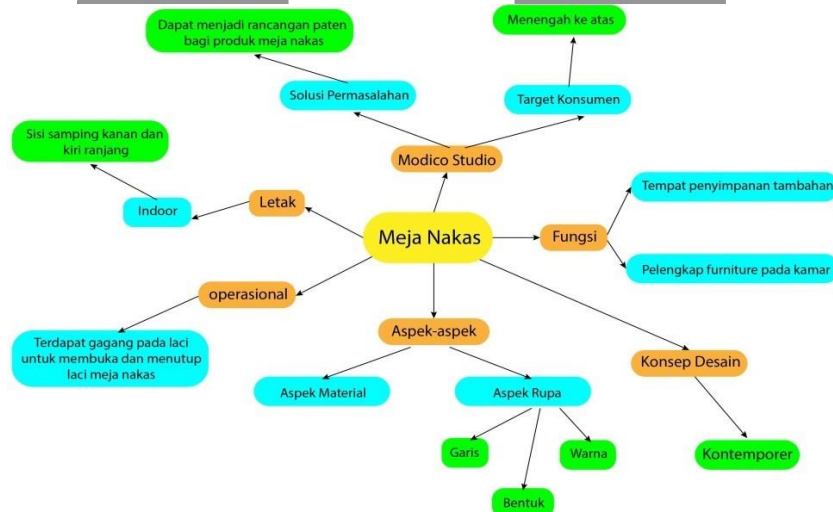 Dapat menjadi rancangan paten
bagi produk meja nakas
Menengah ke atas
Solusi Permasalahan
Target Konsumen
Sisi samping kanan dan
kiri ranjang
Modico Studio
Indoor
Letak
Tempat penyimpanan tambahan
Meja Nakas
Fungsi
Pelengkap furniture pada kamar
operasional
Terdapat gagang pada laci
untuk membuka dan menutup
laci meja nakas
Aspek-aspek
Konsep Desain
Aspek Material
Aspek Rupa
Garis
Warna
Kontemporer
Bentuk